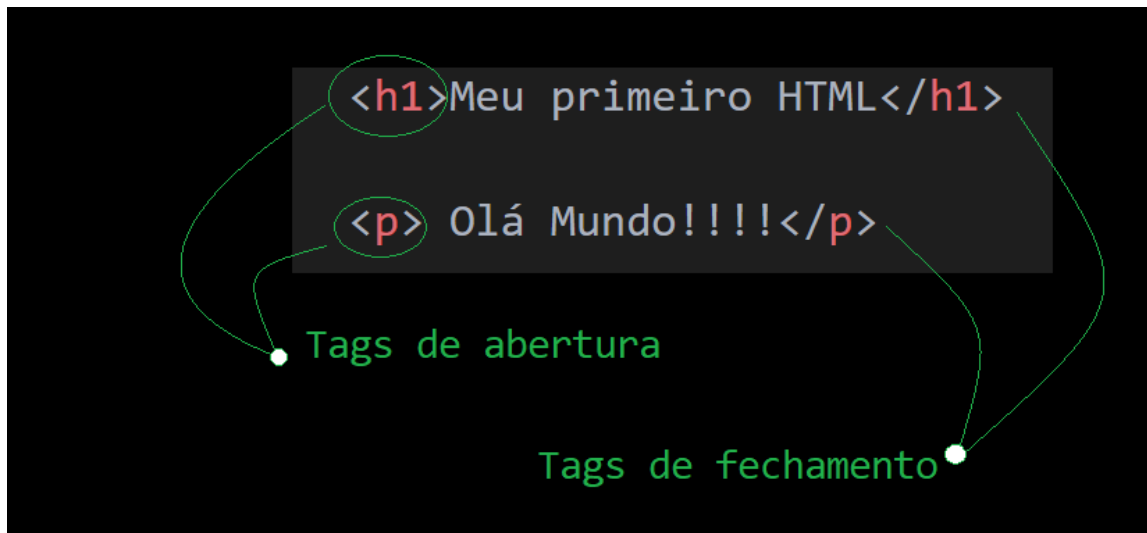 <h1>Meu primeiro HTML</h1>
<p> Olá Mundo!!!!</p>
Tags de abertura
Tags de fechamento